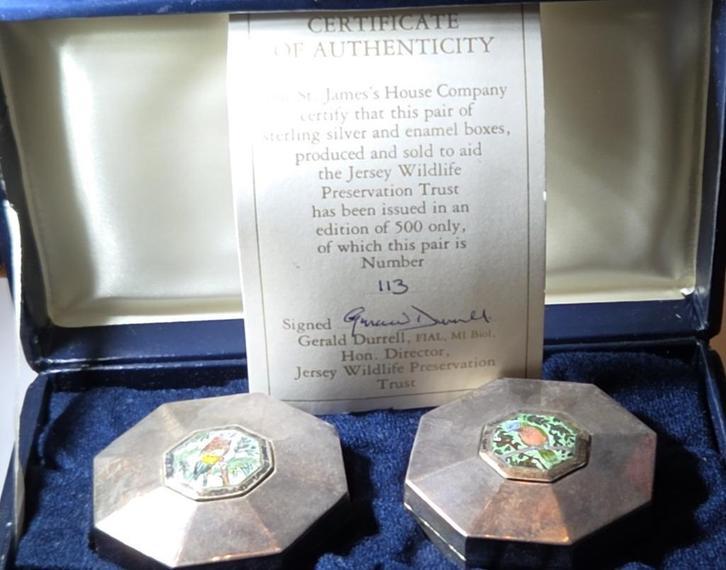 CERTIFICATE
OF AUTHENTICITY
St. James's House Company
certify that this pair of
sterling silver and enamel boxes,
produced and sold to aid
the Jersey Wildlife
Preservation Trust
has been issued in an
edition of 500 only,
of which this pair is
Number
113
Signed Gerald Durrell
Gerald Durrell, FIAL, MI Biol.
Hon. Director,
Jersey Wildlife Preservation
Trust